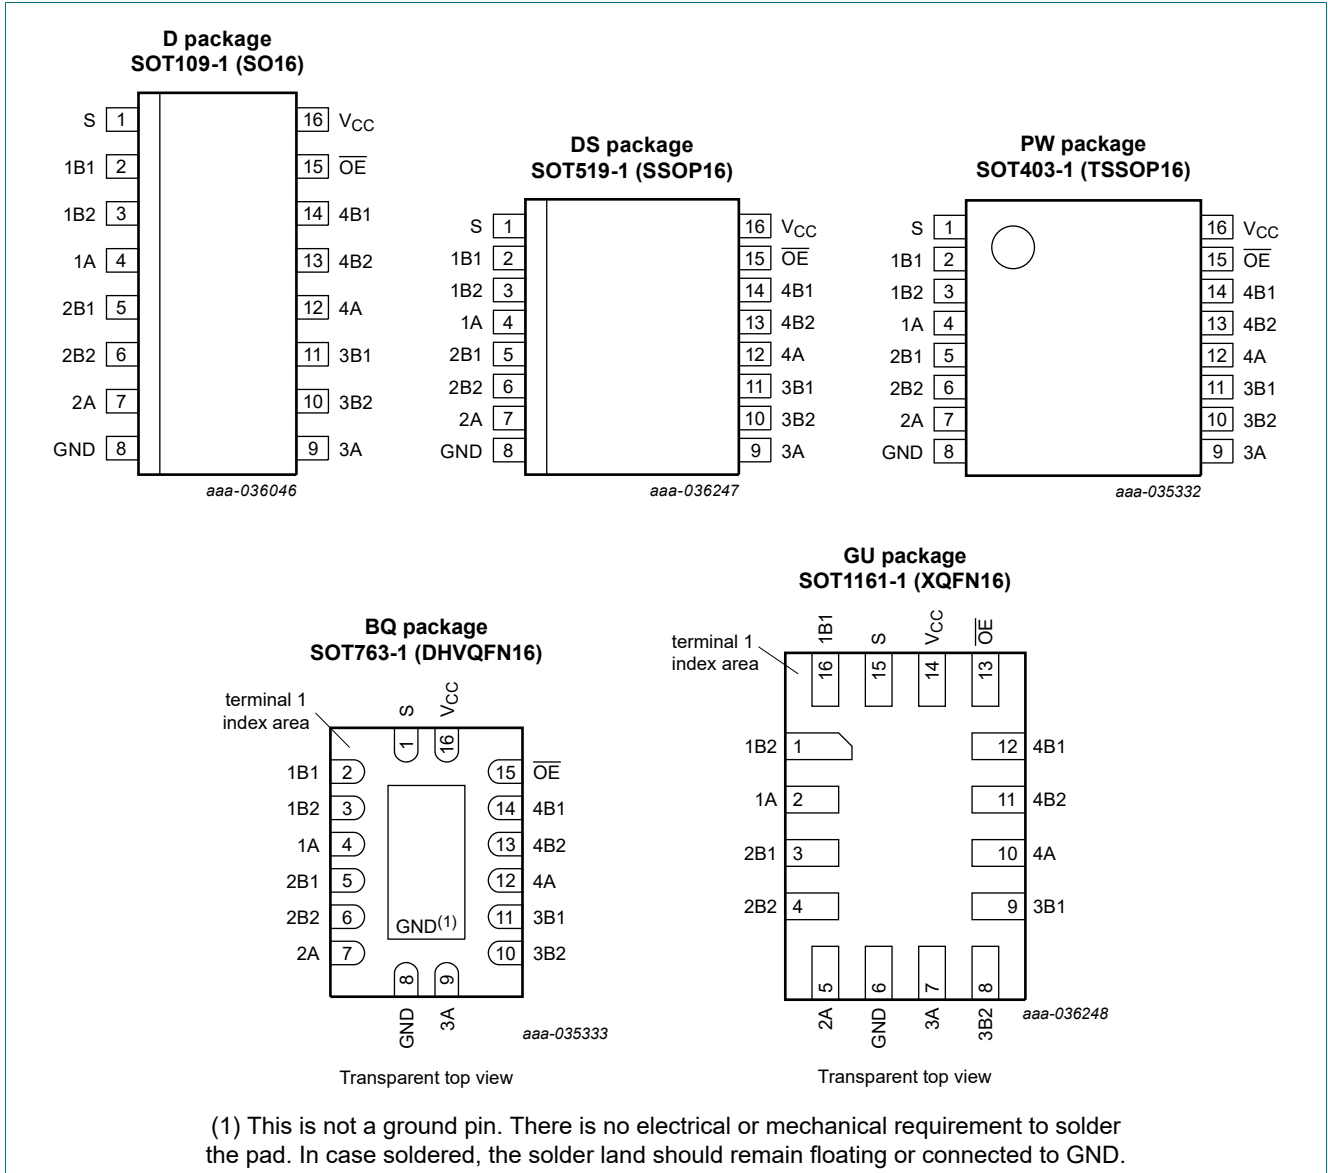 D package
SOT109-1 (SO16)
S 1 16 VCC
1B1 2 15 OE
1B2 3 14 4B1
1A 4 13 4B2
2B1 5 12 4A
2B2 6 11 3B1
2A 7 10 3B2
GND 8 9 3A
aaa-036046
DS package
SOT519-1 (SSOP16)
S 1 16 VCC
1B1 2 15 OE
1B2 3 14 4B1
1A 4 13 4B2
2B1 5 12 4A
2B2 6 11 3B1
2A 7 10 3B2
GND 8 9 3A
aaa-036247
PW package
SOT403-1 (TSSOP16)
S 1 16 VCC
1B1 2 15 OE
1B2 3 14 4B1
1A 4 13 4B2
2B1 5 12 4A
2B2 6 11 3B1
2A 7 10 3B2
GND 8 9 3A
aaa-035332
BQ package
SOT763-1 (DHVQFN16)
terminal 1
index area
S VCC
1 16
1B1 2 15 OE
1B2 3 14 4B1
1A 4 13 4B2
2B1 5 12 4A
2B2 6 11 3B1
GND(1)
2A 7 10 3B2
8 9
GND 3A
aaa-035333
Transparent top view
GU package
SOT1161-1 (XQFN16)
terminal 1
index area
1B1 S VCC OE
16 15 14 13
1B2 1 12 4B1
1A 2 11 4B2
2B1 3 10 4A
2B2 4 9 3B1
5 6 7 8
2A GND 3A 3B2
aaa-036248
Transparent top view
(1) This is not a ground pin. There is no electrical or mechanical requirement to solder
the pad. In case soldered, the solder land should remain floating or connected to GND.